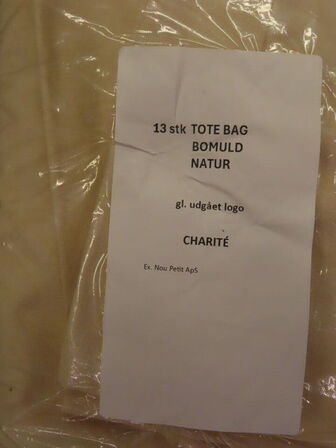 13 stk TOTE BAG
BOMULD
NATUR
gl. udgået logo
CHARITÉ
Ex. Nou Petit ApS